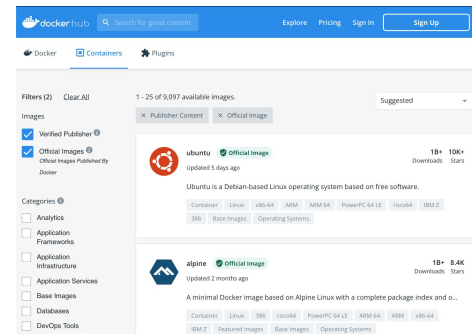 dockerhub
Search for great content
Explore Pricing Sign In Sign Up
Docker Containers Plugins
Filters (2) Clear All
1 - 25 of 9,097 available images.
Suggested
Images
× Publisher Content × Official Image
Verified Publisher
Official Images
Official Images Published By
Docker
Categories
Analytics
Application
Frameworks
Application
Infrastructure
Application Services
Base Images
Databases
DevOps Tools
ubuntu Official Image
1B+ 10K+
Downloads Stars
Updated 5 days ago
Ubuntu is a Debian-based Linux operating system based on free software.
Container Linux x86-64 ARM ARM 64 PowerPC 64 LE riscv64 IBM Z
386 Base Images Operating Systems
alpine Official Image
1B+ 8.4K
Downloads Stars
Updated 2 months ago
A minimal Docker image based on Alpine Linux with a complete package index and o...
Container Linux 386 riscv64 PowerPC 64 LE ARM 64 ARM x86-64
IBM Z Featured Images Base Images Operating Systems